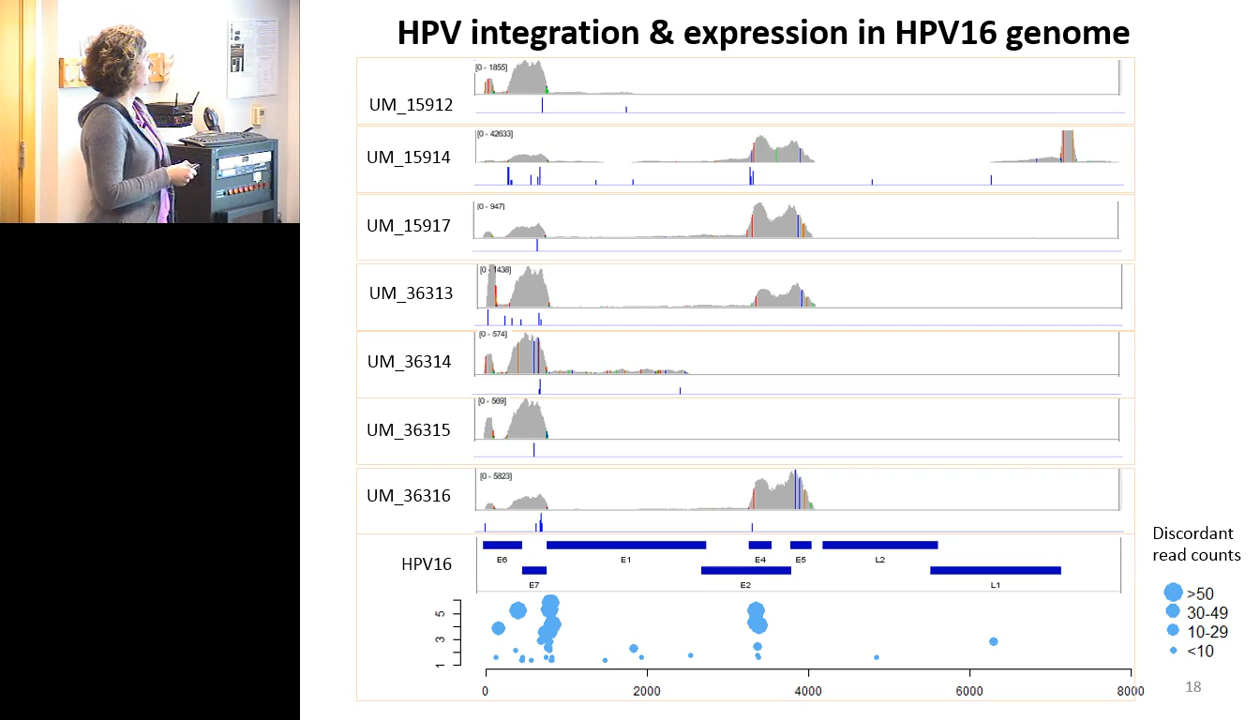 HPV integration & expression in HPV16 genome
[0 - 1855]
UM_15912
[0 - 42633]
UM_15914
[0 - 947]
UM_15917
[0 - 1438]
UM_36313
[0 - 574]
UM_36314
[0 - 569]
UM_36315
[0 - 5823]
UM_36316
HPV16
E6 E1 E4 E5 L2
E7 E2 L1
Discordant
read counts
>50
30-49
10-29
<10
5
3
1
0 2000 4000 6000 8000
18